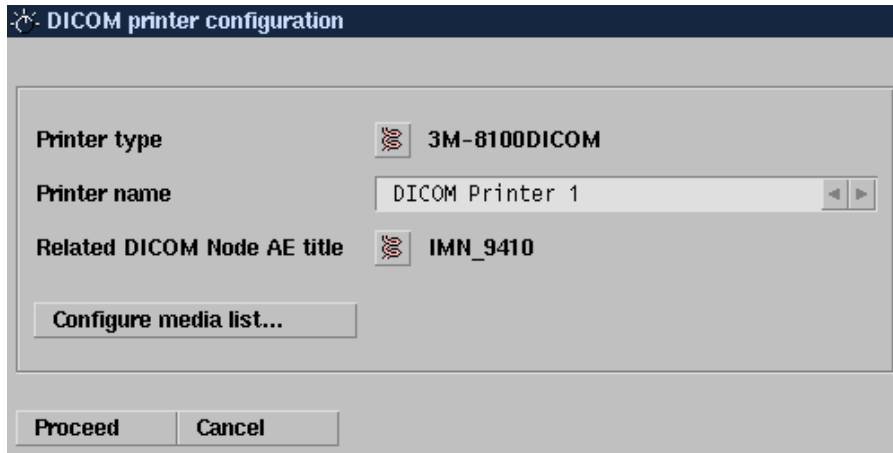 DICOM printer configuration
Printer type 3M-8100DICOM
Printer name DICOM Printer 1
Related DICOM Node AE title IMN_9410
Configure media list...
Proceed Cancel